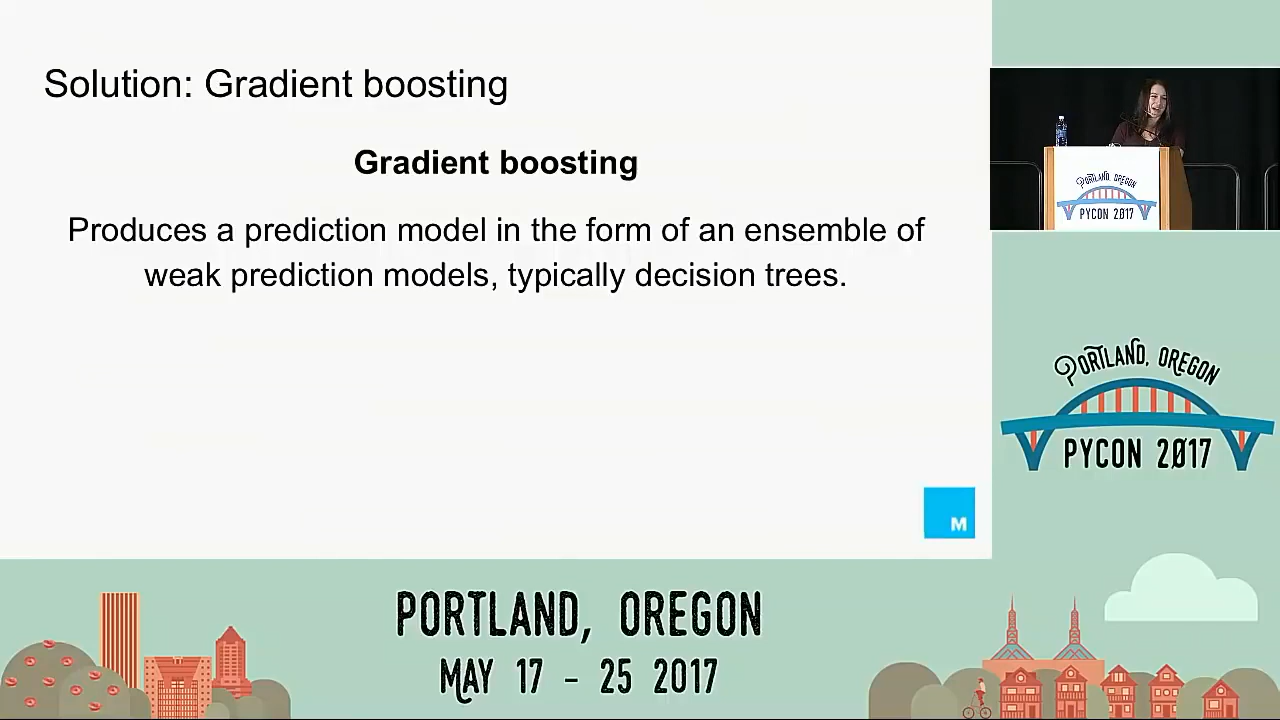 Solution: Gradient boosting
Gradient boosting
Produces a prediction model in the form of an ensemble of
weak prediction models, typically decision trees.
M
PORTLAND, OREGON
PYCON 2017
PORTLAND, OREGON
PYCON 2017
PORTLAND, OREGON
MAY 17 - 25 2017